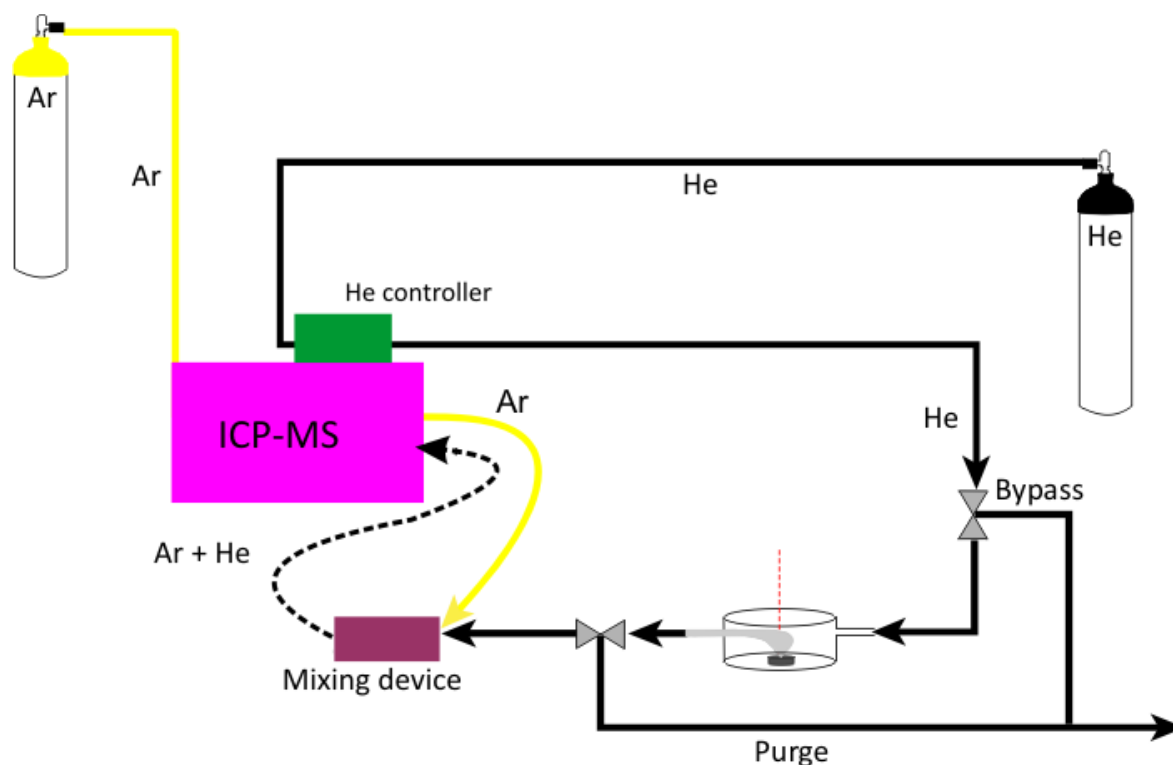 Ar
Ar
He
He
He controller
ICP-MS
Ar
He
Bypass
Ar + He
Mixing device
Purge